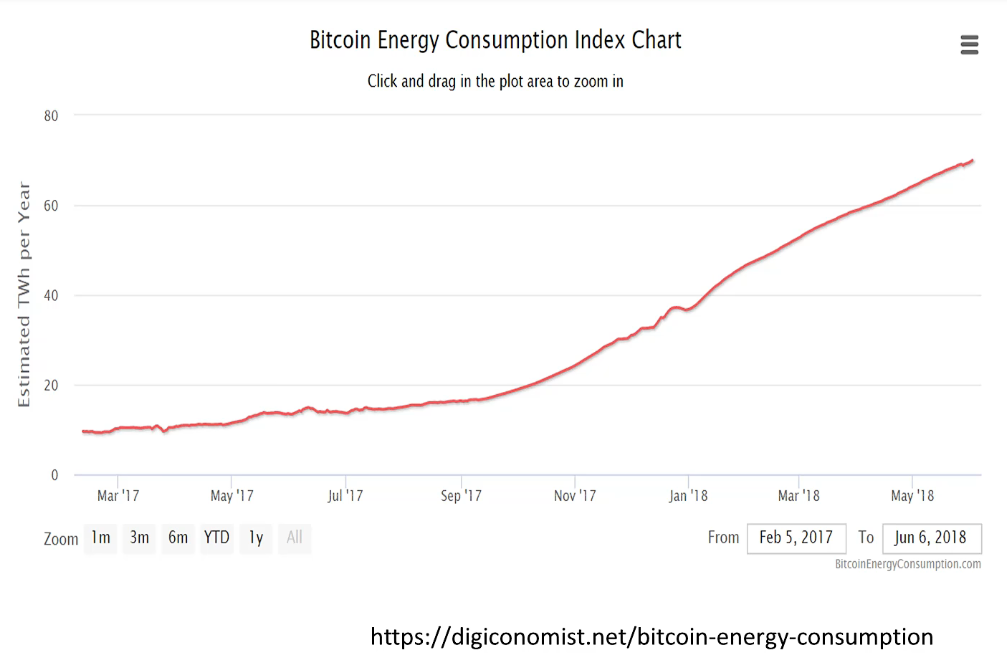 Bitcoin Energy Consumption Index Chart
Click and drag in the plot area to zoom in
Estimated TWh per Year
80
60
40
20
0
Mar '17 May '17 Jul '17 Sep '17 Nov '17 Jan '18 Mar '18 May '18
Zoom 1m 3m 6m YTD 1y All From Feb 5, 2017 To Jun 6, 2018
BitcoinEnergyConsumption.com
https://digiconomist.net/bitcoin-energy-consumption